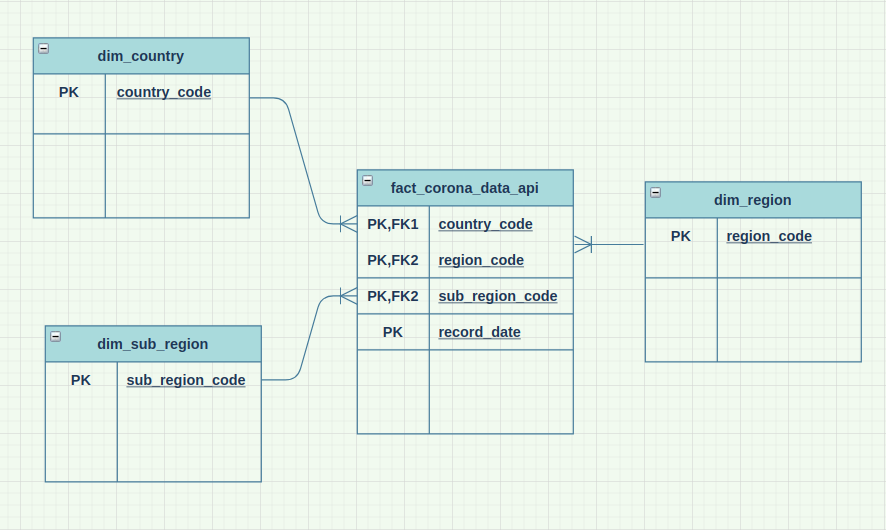 dim_country
PK country_code
fact_corona_data_api
PK,FK1 country_code
PK,FK2 region_code
PK,FK2 sub_region_code
PK record_date
dim_region
PK region_code
dim_sub_region
PK sub_region_code